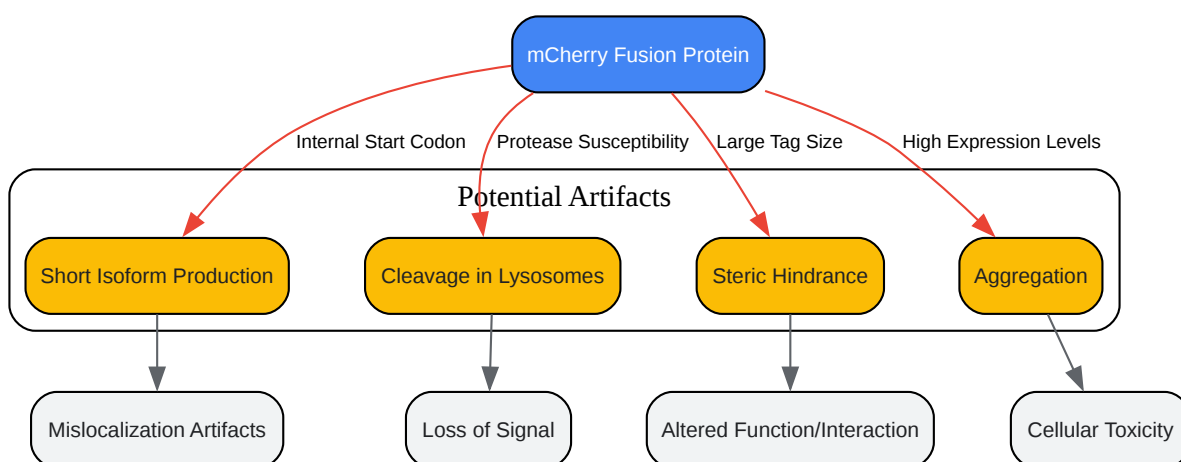 mCherry Fusion Protein
Internal Start Codon
Protease Susceptibility
Large Tag Size
High Expression Levels
Potential Artifacts
Short Isoform Production
Cleavage in Lysosomes
Steric Hindrance
Aggregation
Mislocalization Artifacts
Loss of Signal
Altered Function/Interaction
Cellular Toxicity